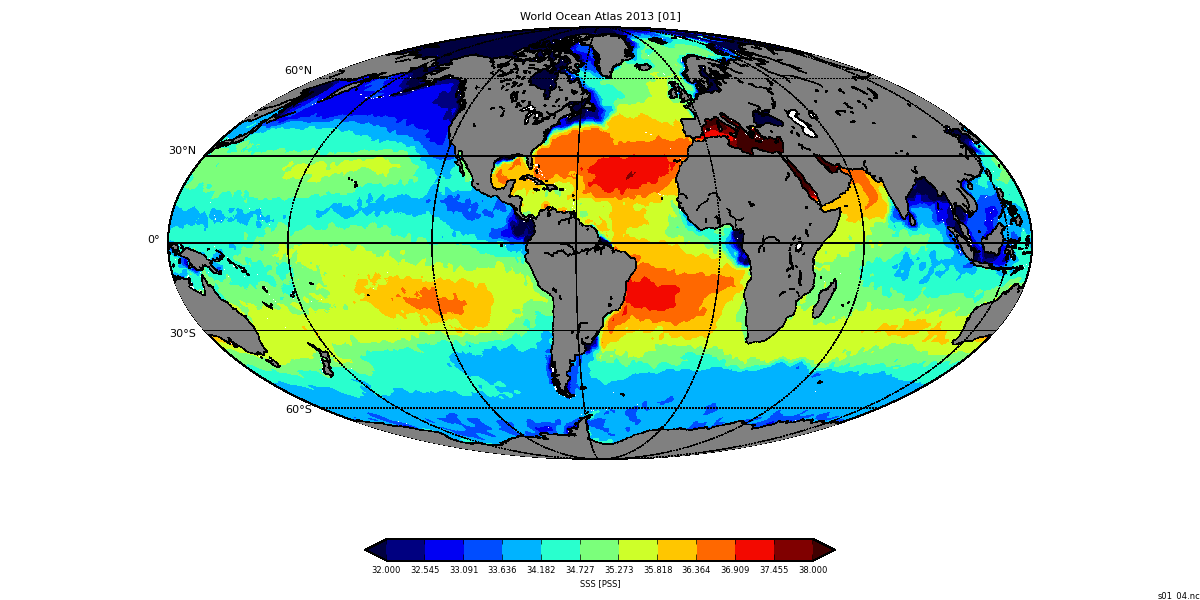 World Ocean Atlas 2013 [01]
60°N
30°N
0°
30°S
60°S
32.000 32.545 33.091 33.636 34.182 34.727 35.273 35.818 36.364 36.909 37.455 38.000
SSS [PSS]
s01_04.nc